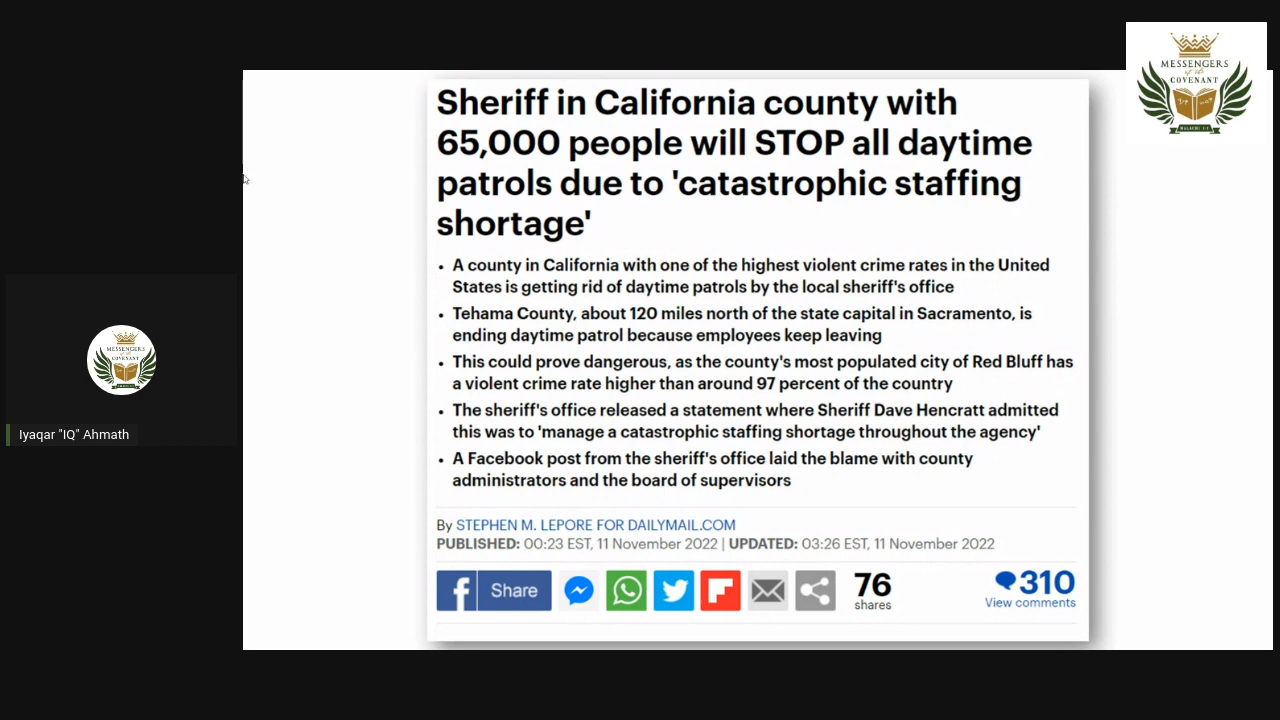 MESSENGERS
of the
COVENANT
Sheriff in California county with
65,000 people will STOP all daytime
patrols due to 'catastrophic staffing
shortage'
• A county in California with one of the highest violent crime rates in the United
States is getting rid of daytime patrols by the local sheriff's office
• Tehama County, about 120 miles north of the state capital in Sacramento, is
ending daytime patrol because employees keep leaving
• This could prove dangerous, as the county's most populated city of Red Bluff has
a violent crime rate higher than around 97 percent of the country
• The sheriff's office released a statement where Sheriff Dave Hencratt admitted
this was to 'manage a catastrophic staffing shortage throughout the agency'
• A Facebook post from the sheriff's office laid the blame with county
administrators and the board of supervisors
By STEPHEN M. LEPORE FOR DAILYMAIL.COM
PUBLISHED: 00:23 EST, 11 November 2022 | UPDATED: 03:26 EST, 11 November 2022
Share
76
shares
310
View comments
MESSENGERS
of the
COVENANT
Iyaqar "IQ" Ahmath